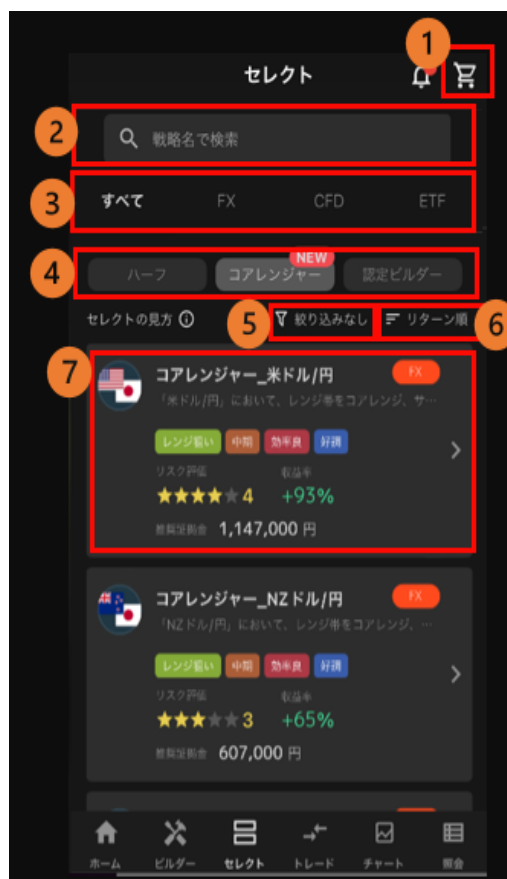 1
セレクト
2
戦略名で検索
3
すべて FX CFD ETF
NEW
4
ハーフ コアレンジャー 認定ビルダー
セレクトの見方 5 絞り込みなし リターン順 6
7
コアレンジャー_米ドル/円 FX
「米ドル/円」において、レンジ帯をコアレンジ、サ…
レンジ狙い 中期 効率良 好調
リスク評価 収益率
4 +93%
推奨証拠金 1,147,000 円
コアレンジャー_NZドル/円 FX
「NZドル/円」において、レンジ帯をコアレンジ、…
レンジ狙い 中期 効率良 好調
リスク評価 収益率
3 +65%
推奨証拠金 607,000 円
ホーム ビルダー セレクト トレード チャート 照会